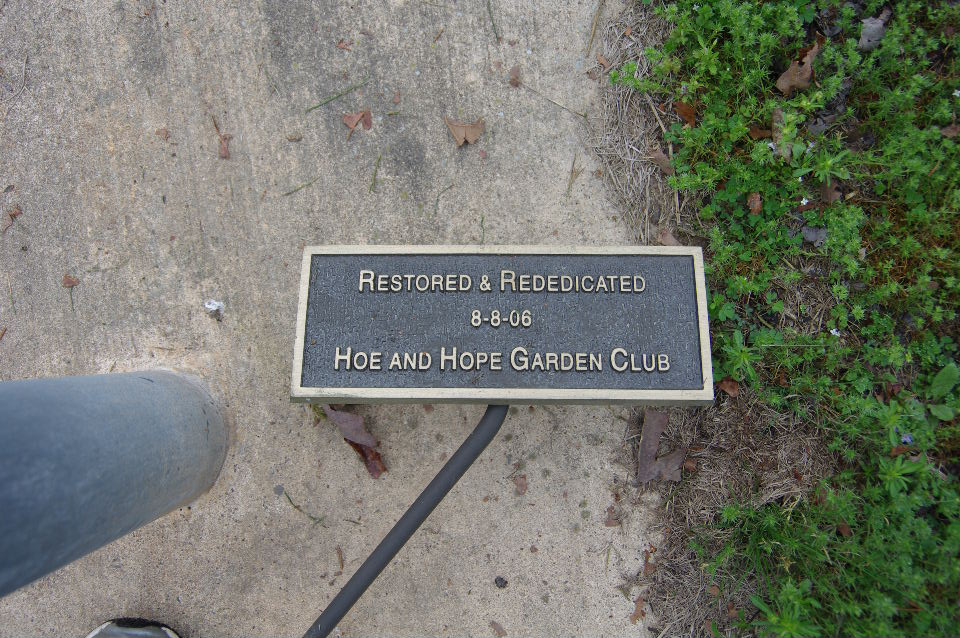 Restored & Rededicated
8-8-06
Hoe and Hope Garden Club